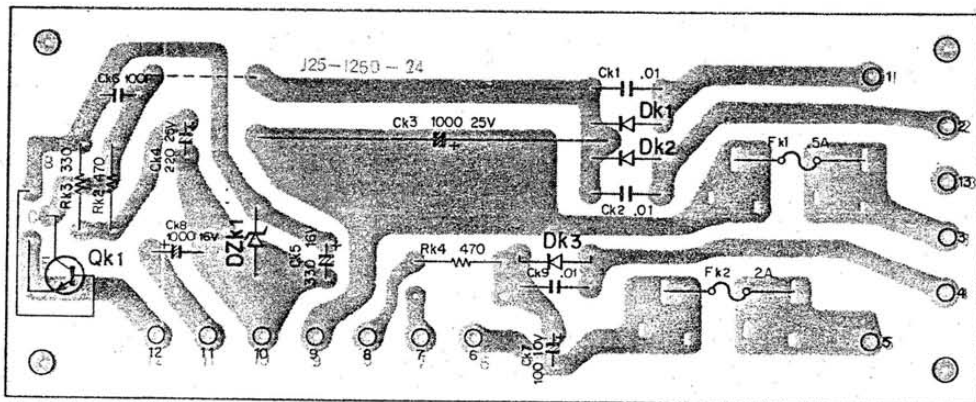 J25-1250-24
Ck6 100P
Ck1 .01
11
Dk1
Ck3 1000 25V
+
2
Dk2
Fk1 .5A
Rk3 330
Rk2 470
Ck4
220 25V
+
13
Ck2 .01
Ck8
1000 16V
DZk1
Ck5
330 16V
+
Dk3
3
Rk4 470
Ck9 .01
Qk1
Fk2 2A
4
12
11
10
9
8
7
6
Ck7
100 10V
+
5